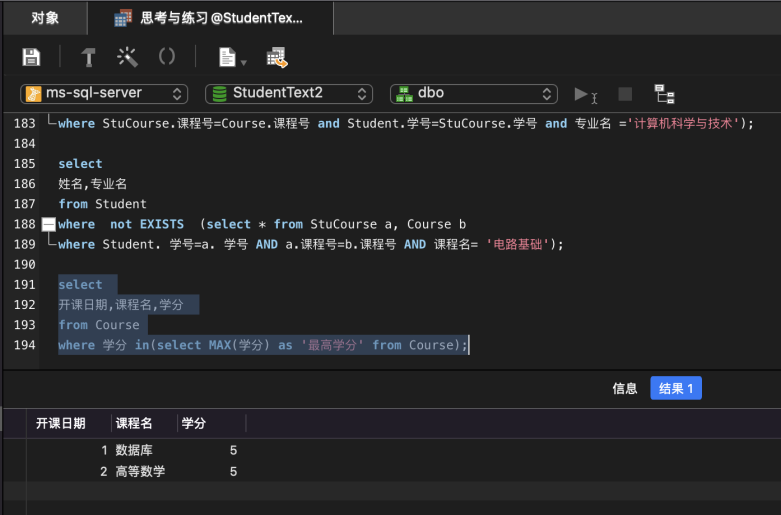 对象
思考与练习 @StudentTex...
ms-sql-server StudentText2 dbo
183 where StuCourse.课程号=Course.课程号 and Student.学号=StuCourse.学号 and 专业名 ='计算机科学与技术');
184
185 select
186 姓名,专业名
187 from Student
188 where not EXISTS (select * from StuCourse a, Course b
189 where Student. 学号=a. 学号 AND a.课程号=b.课程号 AND 课程名= '电路基础');
190
191 select
192 开课日期,课程名,学分
193 from Course
194 where 学分 in(select MAX(学分) as '最高学分' from Course);
信息 结果 1
开课日期 课程名 学分
1 数据库 5
2 高等数学 5